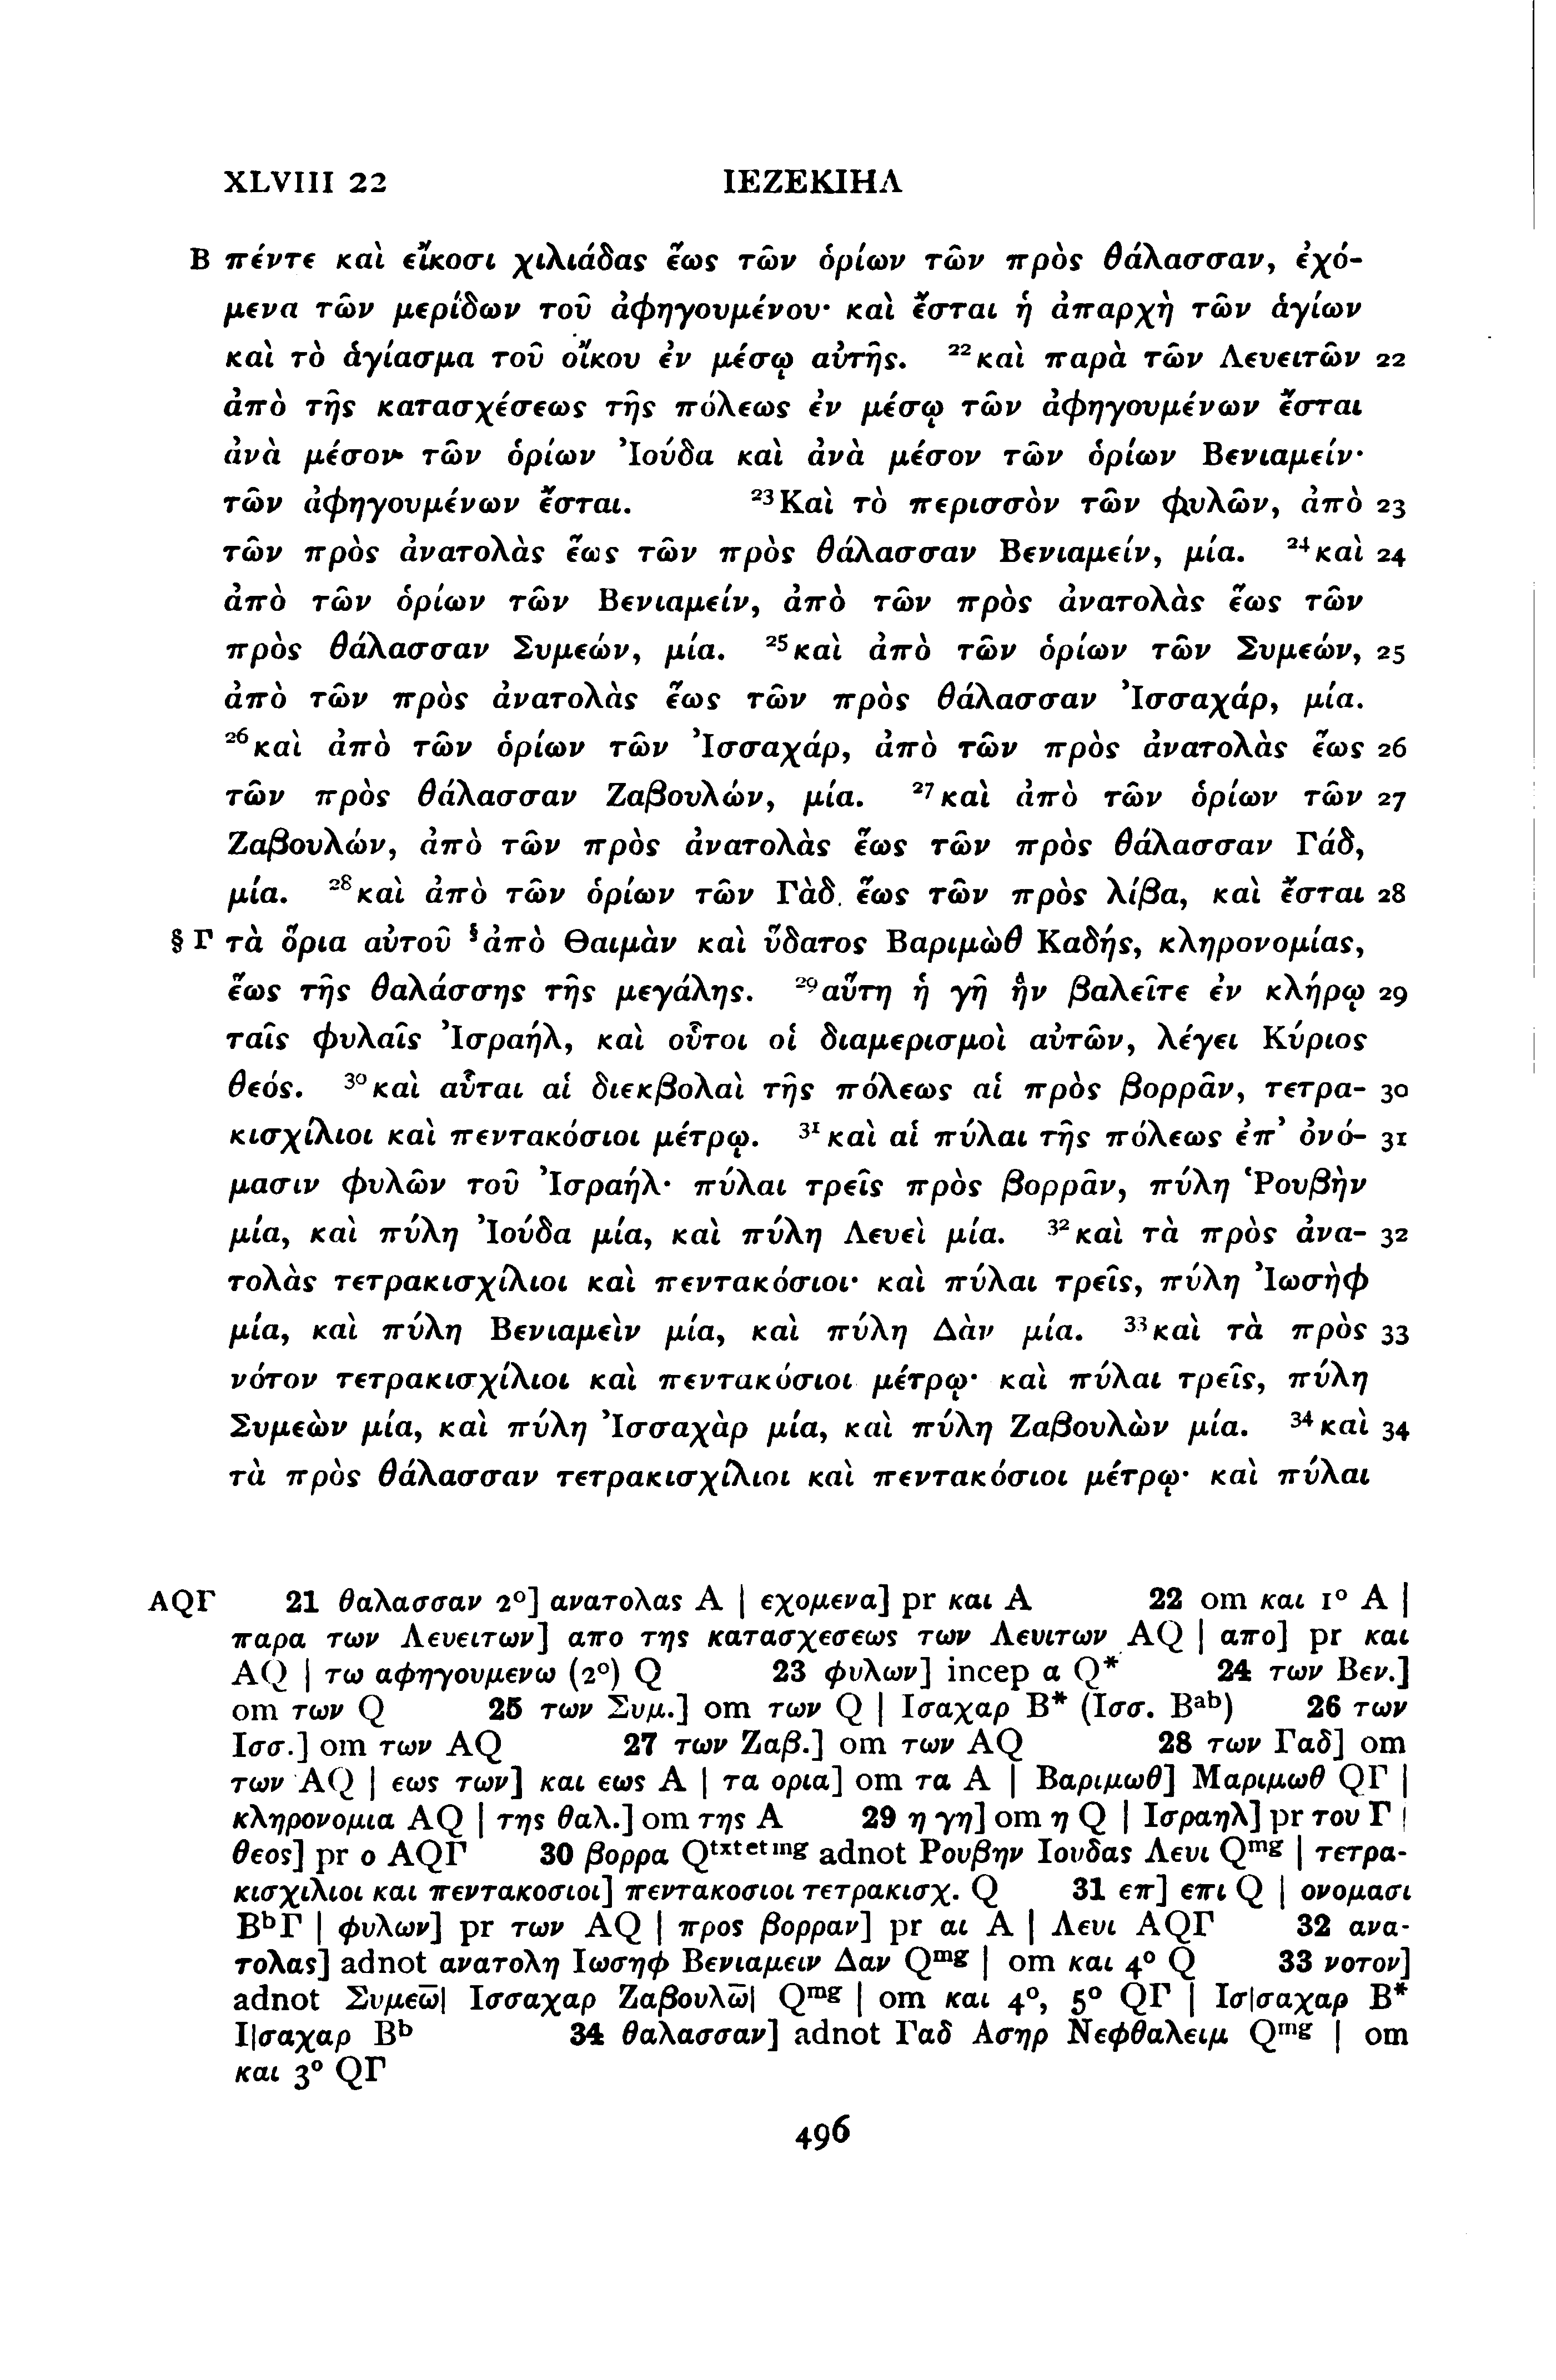 XLVIII 22 ΙΕΖΕΚΙΗΛ
B πέντε καὶ εἴκοσι χιλιάδας ἕως τῶν ὁρίων τῶν πρὸς θάλασσαν, ἐχό-
μενα τῶν μερίδων τοῦ ἀφηγουμένου· καὶ ἔσται ἡ ἀπαρχὴ τῶν ἁγίων
καὶ τὸ ἁγίασμα τοῦ οἴκου ἐν μέσῳ αὐτῆς. ²²καὶ παρὰ τῶν Λευειτῶν 22
ἀπὸ τῆς κατασχέσεως τῆς πόλεως ἐν μέσῳ τῶν ἀφηγουμένων ἔσται
ἀνὰ μέσον τῶν ὁρίων Ἰούδα καὶ ἀνὰ μέσον τῶν ὁρίων Βενιαμείν·
τῶν ἀφηγουμένων ἔσται. ²³Καὶ τὸ περισσὸν τῶν φυλῶν, ἀπὸ 23
τῶν πρὸς ἀνατολὰς ἕως τῶν πρὸς θάλασσαν Βενιαμείν, μία. ²⁴καὶ 24
ἀπὸ τῶν ὁρίων τῶν Βενιαμείν, ἀπὸ τῶν πρὸς ἀνατολὰς ἕως τῶν
πρὸς θάλασσαν Συμεών, μία. ²⁵καὶ ἀπὸ τῶν ὁρίων τῶν Συμεών, 25
ἀπὸ τῶν πρὸς ἀνατολὰς ἕως τῶν πρὸς θάλασσαν Ἰσσαχάρ, μία.
²⁶καὶ ἀπὸ τῶν ὁρίων τῶν Ἰσσαχάρ, ἀπὸ τῶν πρὸς ἀνατολὰς ἕως 26
τῶν πρὸς θάλασσαν Ζαβουλών, μία. ²⁷καὶ ἀπὸ τῶν ὁρίων τῶν 27
Ζαβουλών, ἀπὸ τῶν πρὸς ἀνατολὰς ἕως τῶν πρὸς θάλασσαν Γάδ,
μία. ²⁸καὶ ἀπὸ τῶν ὁρίων τῶν Γὰδ ἕως τῶν πρὸς λίβα, καὶ ἔσται 28
§ Γ τὰ ὅρια αὐτοῦ §ἀπὸ Θαιμὰν καὶ ὕδατος Βαριμὼθ Καδής, κληρονομίας,
ἕως τῆς θαλάσσης τῆς μεγάλης. ²⁹αὕτη ἡ γῆ ἣν βαλεῖτε ἐν κλήρῳ 29
ταῖς φυλαῖς Ἰσραήλ, καὶ οὗτοι οἱ διαμερισμοὶ αὐτῶν, λέγει Κύριος
θεός. ³⁰καὶ αὗται αἱ διεκβολαὶ τῆς πόλεως αἱ πρὸς βορρᾶν, τετρα- 30
κισχίλιοι καὶ πεντακόσιοι μέτρῳ. ³¹καὶ αἱ πύλαι τῆς πόλεως ἐπ’ ὀνό- 31
μασιν φυλῶν τοῦ Ἰσραήλ· πύλαι τρεῖς πρὸς βορρᾶν, πύλη Ῥουβὴν
μία, καὶ πύλη Ἰούδα μία, καὶ πύλη Λευεὶ μία. ³²καὶ τὰ πρὸς ἀνα- 32
τολὰς τετρακισχίλιοι καὶ πεντακόσιοι· καὶ πύλαι τρεῖς, πύλη Ἰωσὴφ
μία, καὶ πύλη Βενιαμεὶν μία, καὶ πύλη Δὰν μία. ³³καὶ τὰ πρὸς 33
νότον τετρακισχίλιοι καὶ πεντακόσιοι μέτρῳ· καὶ πύλαι τρεῖς, πύλη
Συμεὼν μία, καὶ πύλη Ἰσσαχὰρ μία, καὶ πύλη Ζαβουλὼν μία. ³⁴καὶ 34
τὰ πρὸς θάλασσαν τετρακισχίλιοι καὶ πεντακόσιοι μέτρῳ· καὶ πύλαι
AQΓ 21 θαλασσαν 2°] ανατολας A | εχομενα] pr και A 22 om και 1° A |
παρα των Λευειτων] απο της κατασχεσεως των Λευιτων AQ | απο] pr και
AQ | τω αφηγουμενω (2°) Q 23 φυλων] incep α Q* 24 των Βεν.]
om των Q 25 των Συμ.] om των Q | Ισαχαρ B* (Ισσ. Bᵃᵇ) 26 των
Ισσ.] om των AQ 27 των Ζαβ.] om των AQ 28 των Γαδ] om
των AQ | εως των] και εως A | τα ορια] om τα A | Βαριμωθ] Μαριμωθ QΓ |
κληρονομια AQ | της θαλ.] om της A 29 η γη] om η Q | Ισραηλ] pr του Γ |
θεος] pr ο AQΓ 30 βορρα Qᵗˣᵗ ᵉᵗ ᵐᵍ adnot Ρουβην Ιουδας Λευι Qᵐᵍ | τετρα-
κισχιλιοι και πεντακοσιοι] πεντακοσιοι τετρακισχ. Q 31 επ] επι Q | ονομασι
BᵇΓ | φυλων] pr των AQ | προς βορραν] pr αι A | Λευι AQΓ 32 ανα-
τολας] adnot ανατολη Ιωσηφ Βενιαμειν Δαν Qᵐᵍ | om και 4° Q 33 νοτον]
adnot Συμεω̄| Ισσαχαρ Ζαβουλω̄| Qᵐᵍ | om και 4°, 5° QΓ | Ισ|σαχαρ B*
Ι|σαχαρ Bᵇ 34 θαλασσαν] adnot Γαδ Ασηρ Νεφθαλειμ Qᵐᵍ | om
και 3° QΓ
496